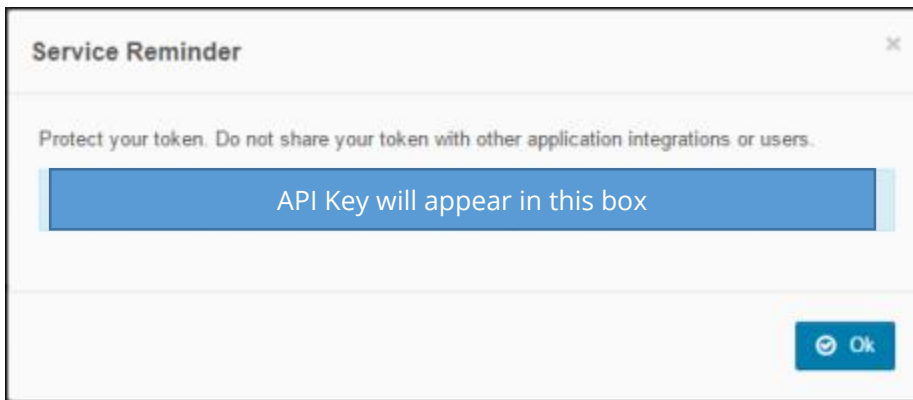 Service Reminder
Protect your token. Do not share your token with other application integrations or users.
API Key will appear in this box
Ok